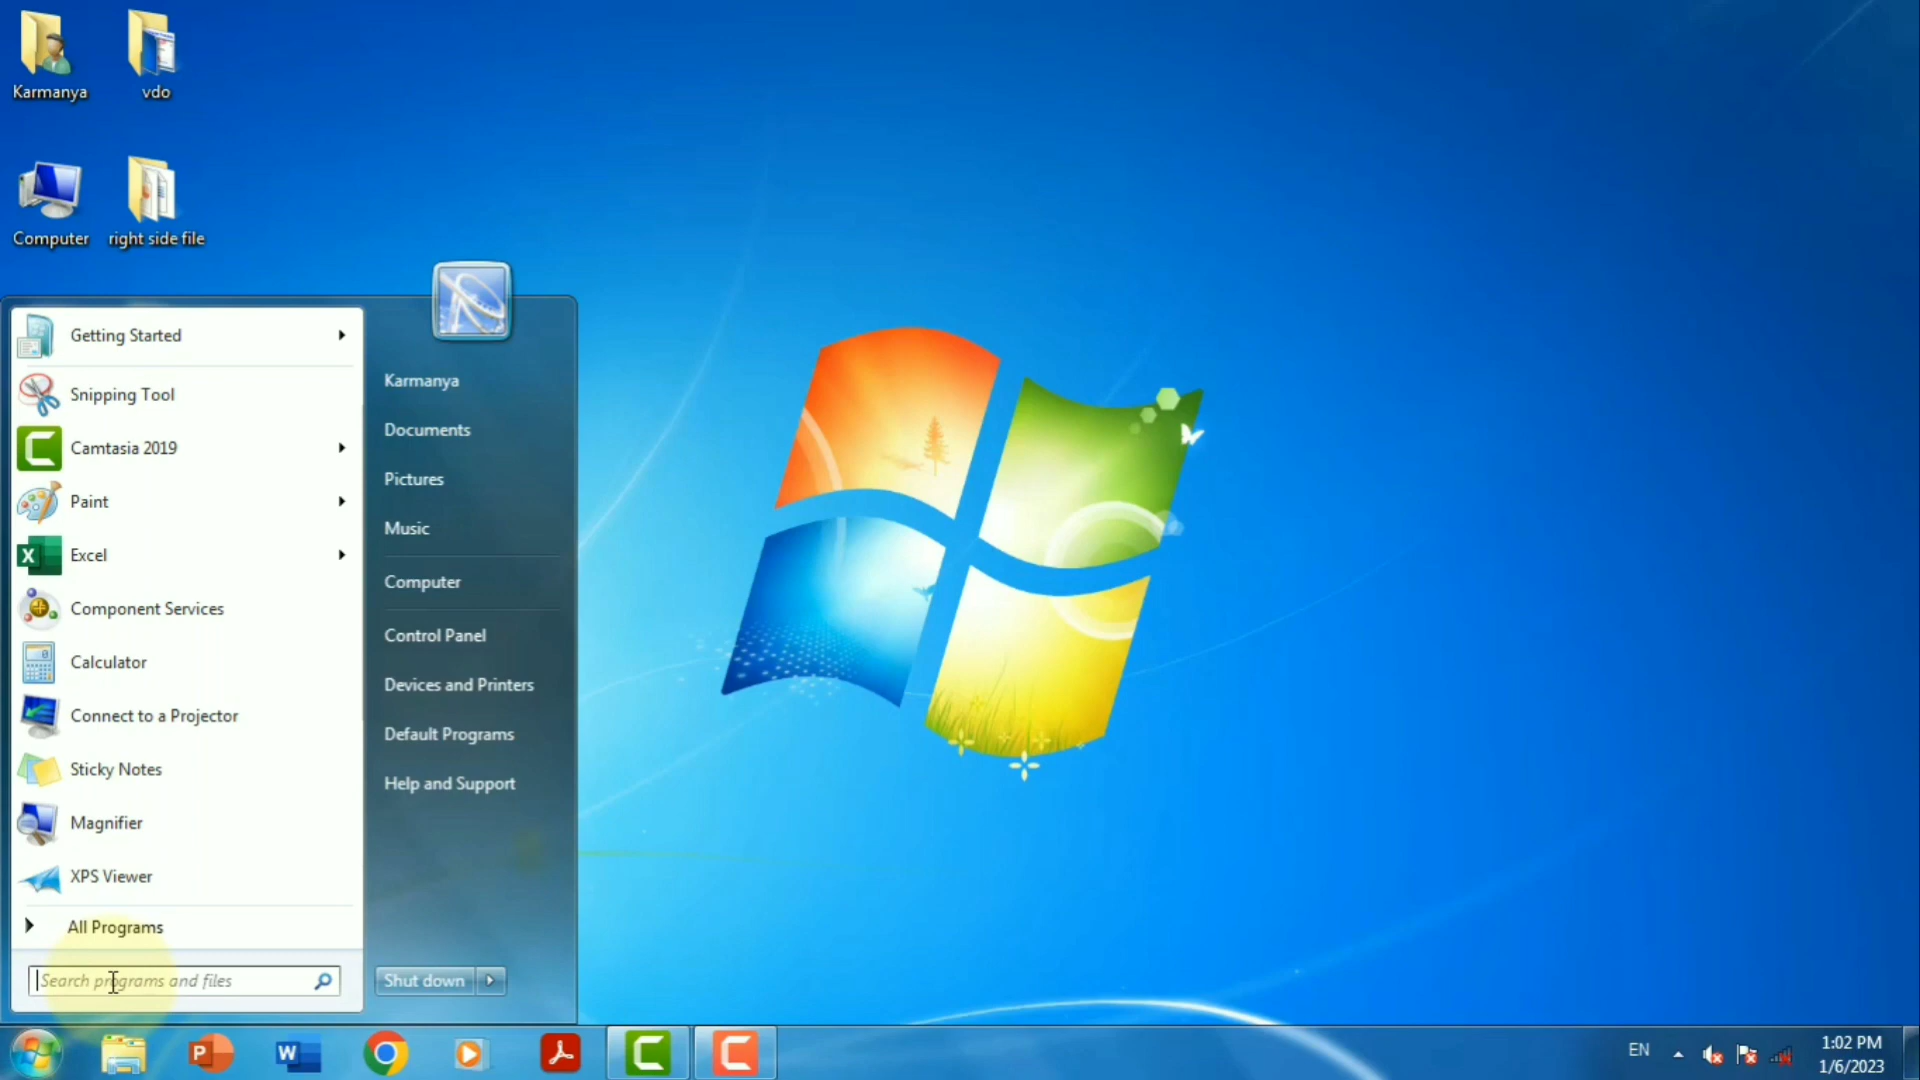 Karmanya
vdo
Computer
right side file
Getting Started
Snipping Tool
Camtasia 2019
Paint
Excel
Component Services
Calculator
Connect to a Projector
Sticky Notes
Magnifier
XPS Viewer
All Programs
Search programs and files
Karmanya
Documents
Pictures
Music
Computer
Control Panel
Devices and Printers
Default Programs
Help and Support
Shut down
EN
1:02 PM
1/6/2023